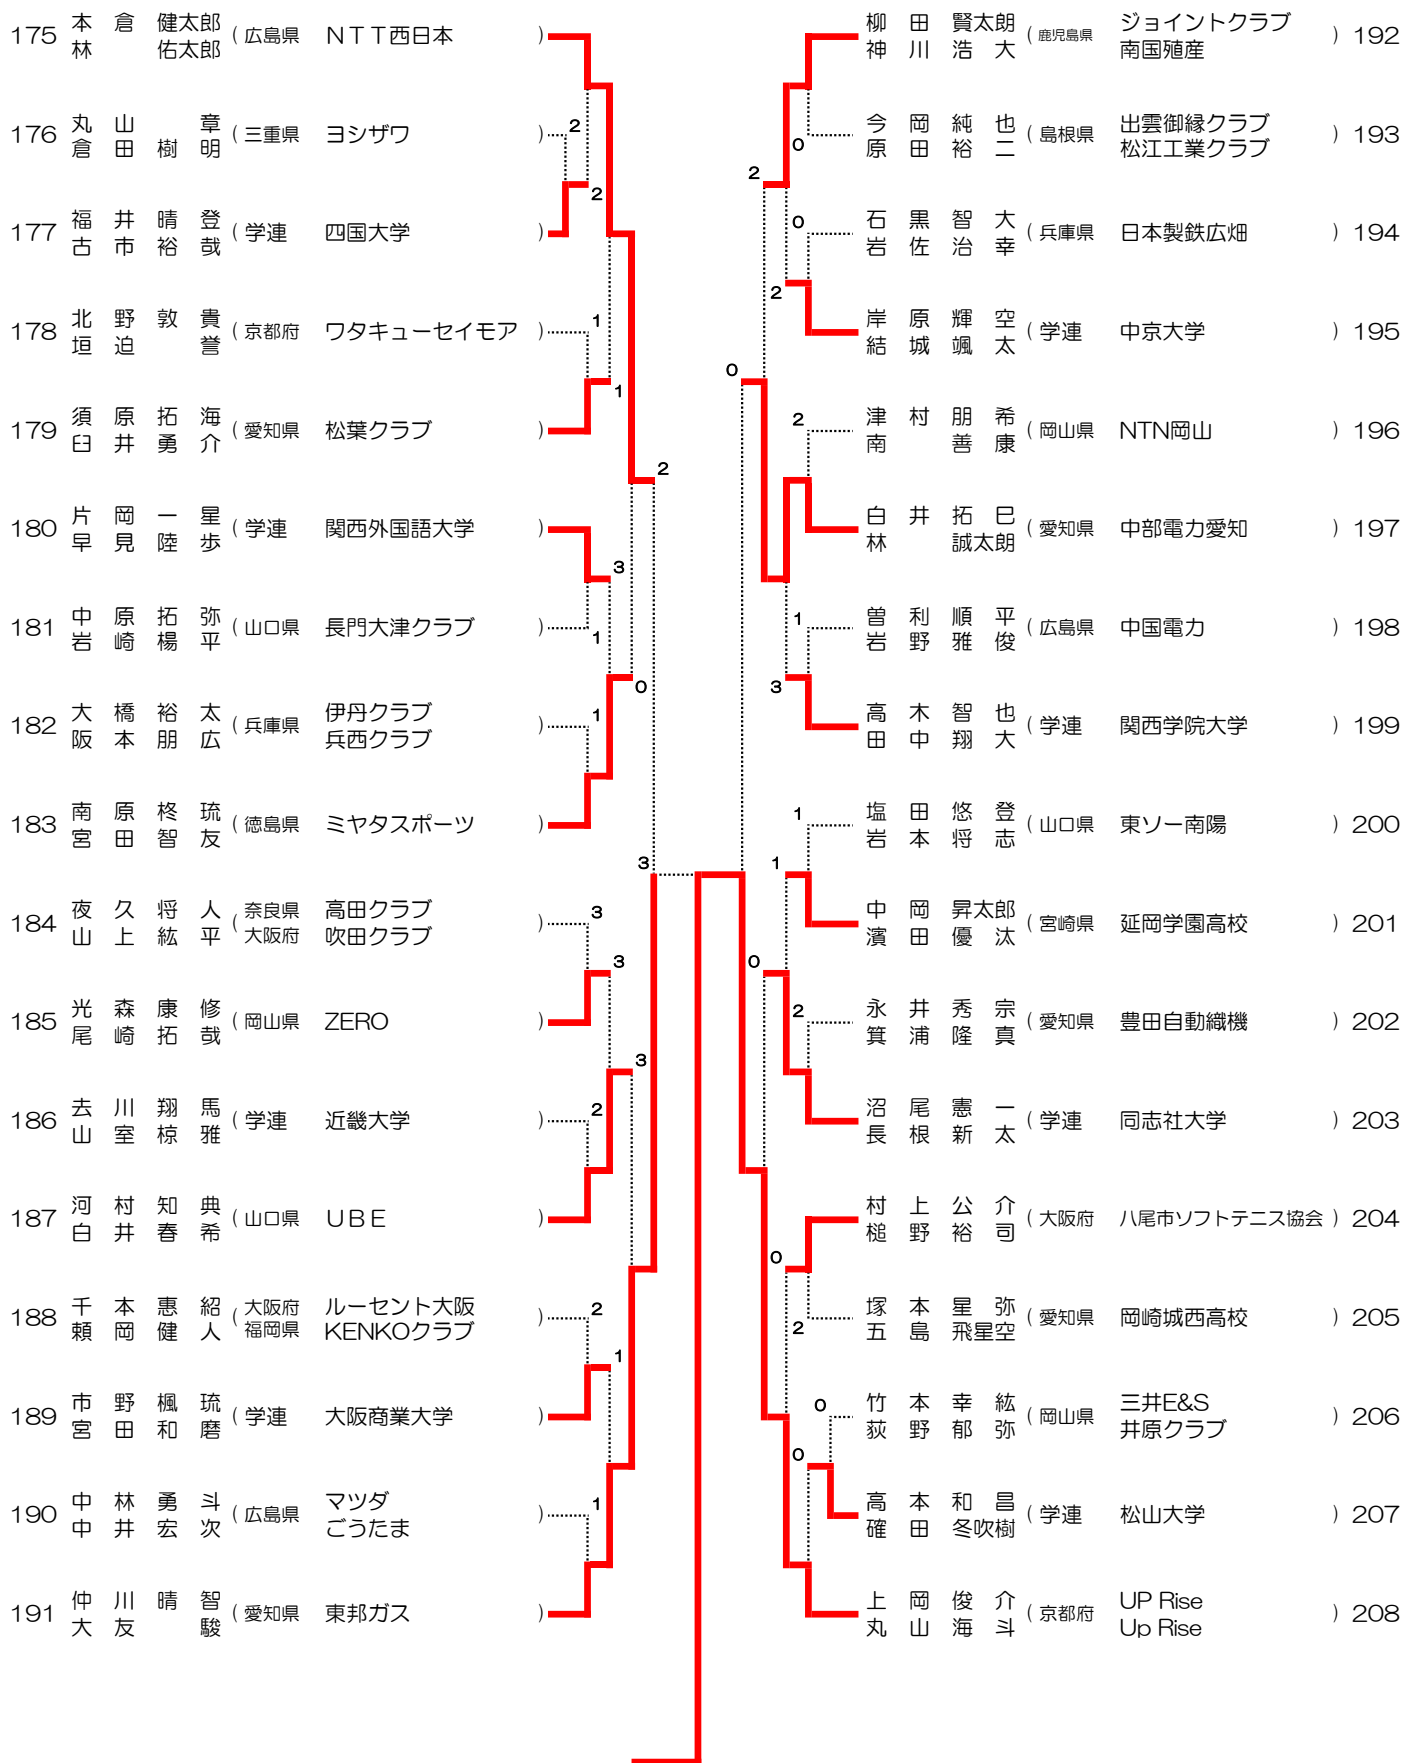 175 本倉 健太郎 (広島県 NTT西日本)
林 佑太郎
176 丸山 章 (三重県 ヨシザワ)
倉田 樹明
177 福井 晴登 (学連 四国大学)
古市 裕哉
178 北野 敦貴 (京都府 ワタキューセイモア)
垣迫 誉
179 須原 拓海 (愛知県 松葉クラブ)
臼井 勇介
180 片岡 一星 (学連 関西外国語大学)
早見 陸歩
181 中原 拓弥 (山口県 長門大津クラブ)
岩崎 楊平
182 大橋 裕太 (兵庫県 伊丹クラブ)
阪本 朋広 兵西クラブ
183 南原 柊琉 (徳島県 ミヤタスポーツ)
宮田 智友
184 夜久 将人 (奈良県 高田クラブ)
山上 紘平 大阪府 吹田クラブ
185 光森 康修 (岡山県 ZERO)
尾崎 拓哉
186 去川 翔馬 (学連 近畿大学)
山室 椋雅
187 河村 知典 (山口県 UBE)
白井 春希
188 千本 惠紹 (大阪府 ルーセント大阪)
頼岡 健人 福岡県 KENKOクラブ
189 市野 楓琉 (学連 大阪商業大学)
宮田 和磨
190 中林 勇斗 (広島県 マツダ)
中井 宏次 ごうたま
191 仲川 晴智 (愛知県 東邦ガス)
大友 駿
2
2
1
1
2
3
1
0
1
3
3
3
3
2
2
1
1
柳田 賢太朗 (鹿児島県 ジョイントクラブ) 192
神川 浩大 南国殖産
今岡 純也 (島根県 出雲御縁クラブ) 193
原田 裕二 松江工業クラブ
石黒 智大 (兵庫県 日本製鉄広畑) 194
岩佐 治幸
岸原 輝空 (学連 中京大学) 195
結城 颯太
津村 朋希 (岡山県 NTN岡山) 196
南 善康
白井 拓巳 (愛知県 中部電力愛知) 197
林 誠太朗
曽利 順平 (広島県 中国電力) 198
岩野 雅俊
高木 智也 (学連 関西学院大学) 199
田中 翔大
塩田 悠登 (山口県 東ソー南陽) 200
岩本 将志
中岡 昇太郎 (宮崎県 延岡学園高校) 201
濱田 優汰
永井 秀宗 (愛知県 豊田自動織機) 202
箕浦 隆真
沼尾 憲一 (学連 同志社大学) 203
長根 新太
村上 公介 (大阪府 八尾市ソフトテニス協会) 204
槌野 裕司
塚本 星弥 (愛知県 岡崎城西高校) 205
五島 飛星空
竹本 幸紘 (岡山県 三井E&S) 206
荻野 郁弥 井原クラブ
高本 和昌 (学連 松山大学) 207
確田 冬吹樹
上岡 俊介 (京都府 UP Rise) 208
丸山 海斗 Up Rise
0
2
0
2
0
2
1
3
1
1
0
2
0
2
0
0